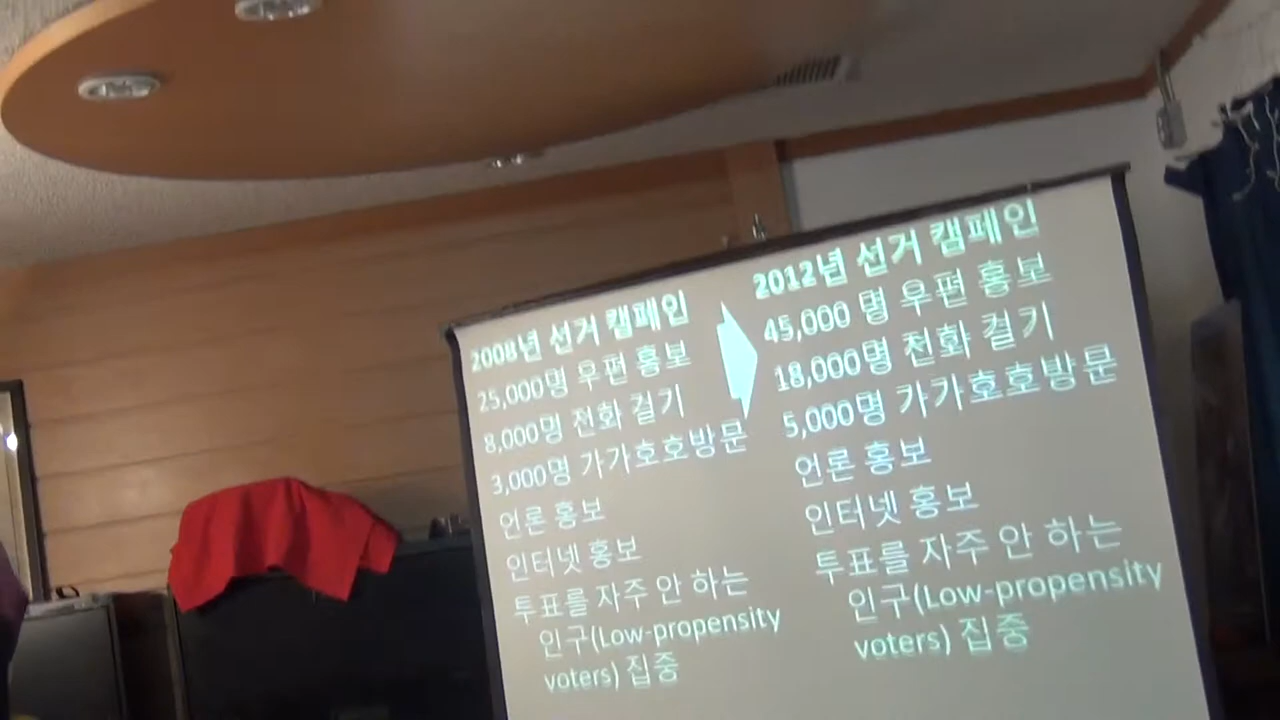 2008년 선거 캠페인
25,000명 우편 홍보
8,000명 전화 걸기
3,000명 가가호호방문
언론 홍보
인터넷 홍보
투표를 자주 안 하는
인구(Low-propensity
voters) 집중
2012년 선거 캠페인
45,000 명 우편 홍보
18,000명 전화 걸기
5,000명 가가호호방문
언론 홍보
인터넷 홍보
투표를 자주 안 하는
인구(Low-propensity
voters) 집중